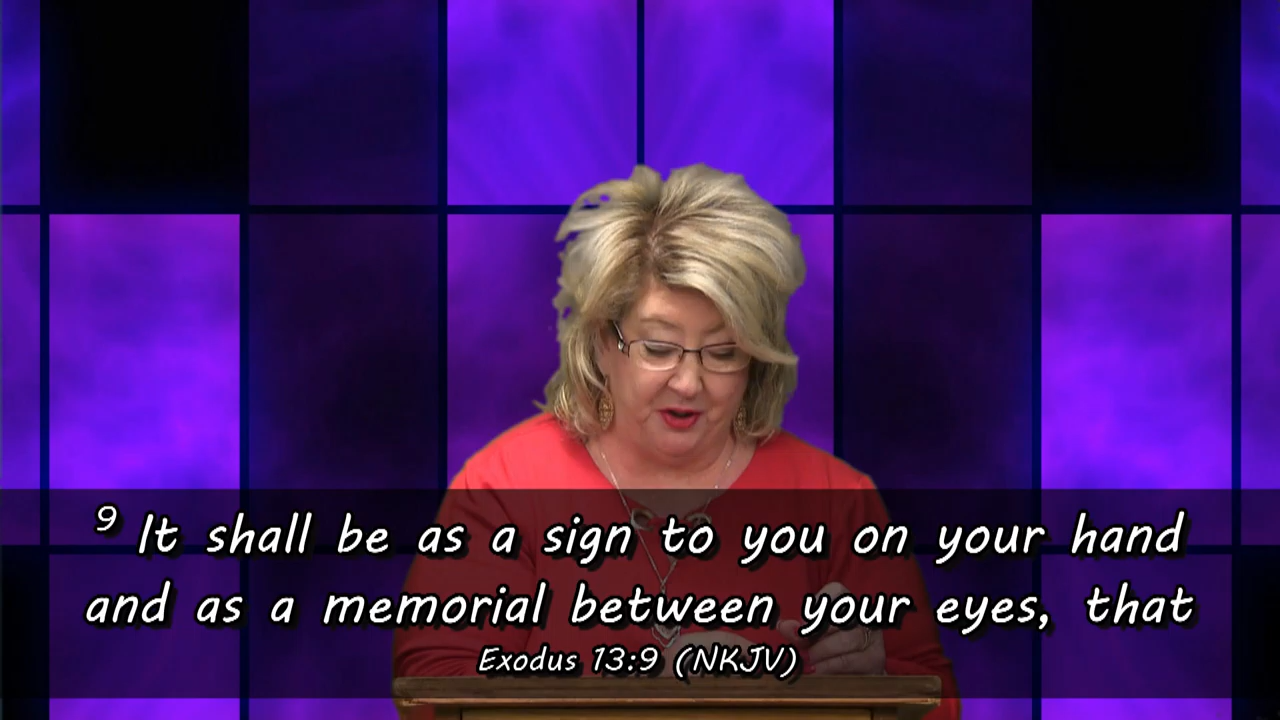 ⁹ It shall be as a sign to you on your hand
and as a memorial between your eyes, that
Exodus 13:9 (NKJV)